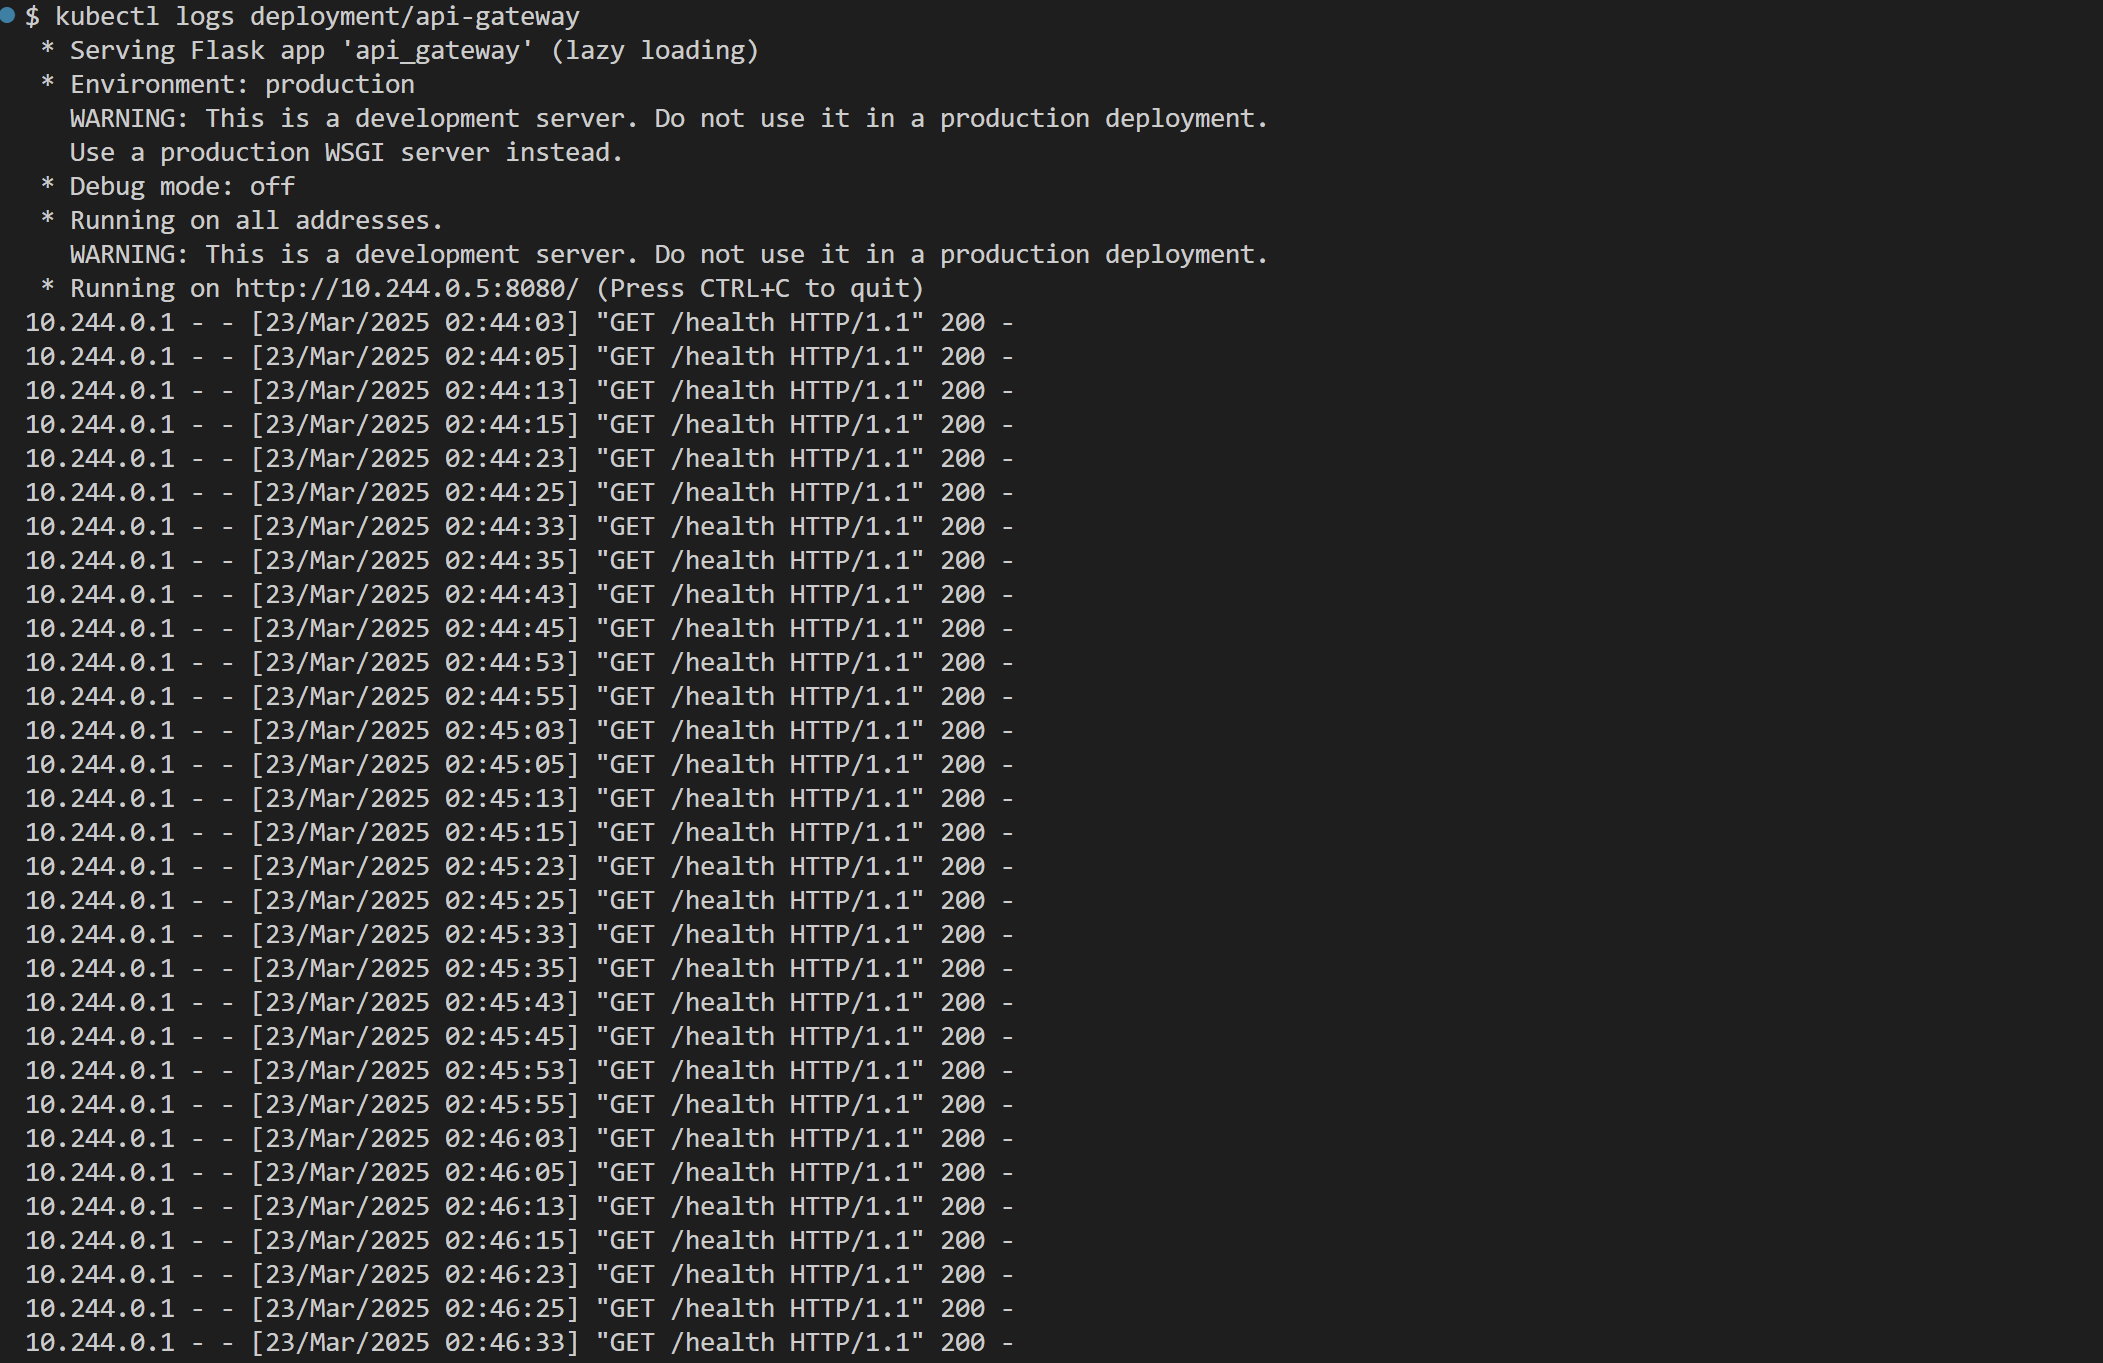 $ kubectl logs deployment/api-gateway
 * Serving Flask app 'api_gateway' (lazy loading)
 * Environment: production
   WARNING: This is a development server. Do not use it in a production deployment.
   Use a production WSGI server instead.
 * Debug mode: off
 * Running on all addresses.
   WARNING: This is a development server. Do not use it in a production deployment.
 * Running on http://10.244.0.5:8080/ (Press CTRL+C to quit)
10.244.0.1 - - [23/Mar/2025 02:44:03] "GET /health HTTP/1.1" 200 -
10.244.0.1 - - [23/Mar/2025 02:44:05] "GET /health HTTP/1.1" 200 -
10.244.0.1 - - [23/Mar/2025 02:44:13] "GET /health HTTP/1.1" 200 -
10.244.0.1 - - [23/Mar/2025 02:44:15] "GET /health HTTP/1.1" 200 -
10.244.0.1 - - [23/Mar/2025 02:44:23] "GET /health HTTP/1.1" 200 -
10.244.0.1 - - [23/Mar/2025 02:44:25] "GET /health HTTP/1.1" 200 -
10.244.0.1 - - [23/Mar/2025 02:44:33] "GET /health HTTP/1.1" 200 -
10.244.0.1 - - [23/Mar/2025 02:44:35] "GET /health HTTP/1.1" 200 -
10.244.0.1 - - [23/Mar/2025 02:44:43] "GET /health HTTP/1.1" 200 -
10.244.0.1 - - [23/Mar/2025 02:44:45] "GET /health HTTP/1.1" 200 -
10.244.0.1 - - [23/Mar/2025 02:44:53] "GET /health HTTP/1.1" 200 -
10.244.0.1 - - [23/Mar/2025 02:44:55] "GET /health HTTP/1.1" 200 -
10.244.0.1 - - [23/Mar/2025 02:45:03] "GET /health HTTP/1.1" 200 -
10.244.0.1 - - [23/Mar/2025 02:45:05] "GET /health HTTP/1.1" 200 -
10.244.0.1 - - [23/Mar/2025 02:45:13] "GET /health HTTP/1.1" 200 -
10.244.0.1 - - [23/Mar/2025 02:45:15] "GET /health HTTP/1.1" 200 -
10.244.0.1 - - [23/Mar/2025 02:45:23] "GET /health HTTP/1.1" 200 -
10.244.0.1 - - [23/Mar/2025 02:45:25] "GET /health HTTP/1.1" 200 -
10.244.0.1 - - [23/Mar/2025 02:45:33] "GET /health HTTP/1.1" 200 -
10.244.0.1 - - [23/Mar/2025 02:45:35] "GET /health HTTP/1.1" 200 -
10.244.0.1 - - [23/Mar/2025 02:45:43] "GET /health HTTP/1.1" 200 -
10.244.0.1 - - [23/Mar/2025 02:45:45] "GET /health HTTP/1.1" 200 -
10.244.0.1 - - [23/Mar/2025 02:45:53] "GET /health HTTP/1.1" 200 -
10.244.0.1 - - [23/Mar/2025 02:45:55] "GET /health HTTP/1.1" 200 -
10.244.0.1 - - [23/Mar/2025 02:46:03] "GET /health HTTP/1.1" 200 -
10.244.0.1 - - [23/Mar/2025 02:46:05] "GET /health HTTP/1.1" 200 -
10.244.0.1 - - [23/Mar/2025 02:46:13] "GET /health HTTP/1.1" 200 -
10.244.0.1 - - [23/Mar/2025 02:46:15] "GET /health HTTP/1.1" 200 -
10.244.0.1 - - [23/Mar/2025 02:46:23] "GET /health HTTP/1.1" 200 -
10.244.0.1 - - [23/Mar/2025 02:46:25] "GET /health HTTP/1.1" 200 -
10.244.0.1 - - [23/Mar/2025 02:46:33] "GET /health HTTP/1.1" 200 -